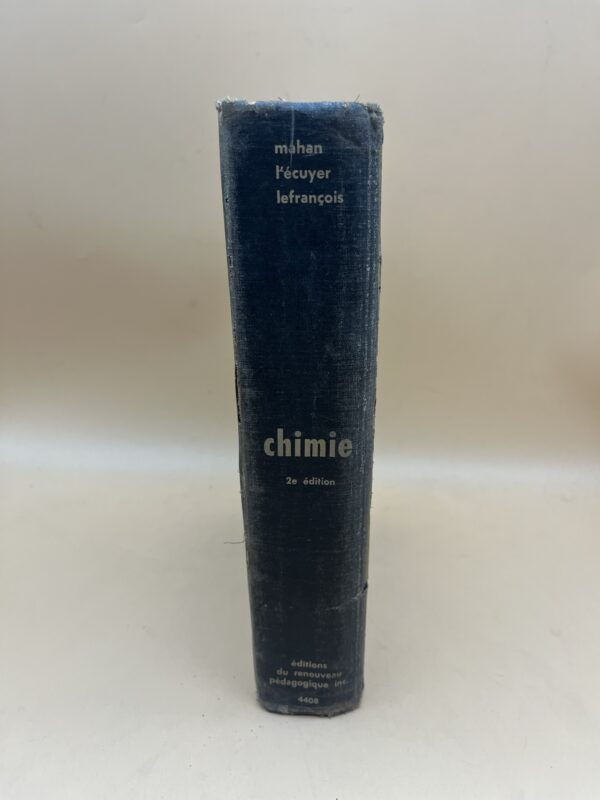 mahan
l'écuyer
lefrançois
chimie
2e édition
éditions
du renouveau
pédagogique inc.
4408